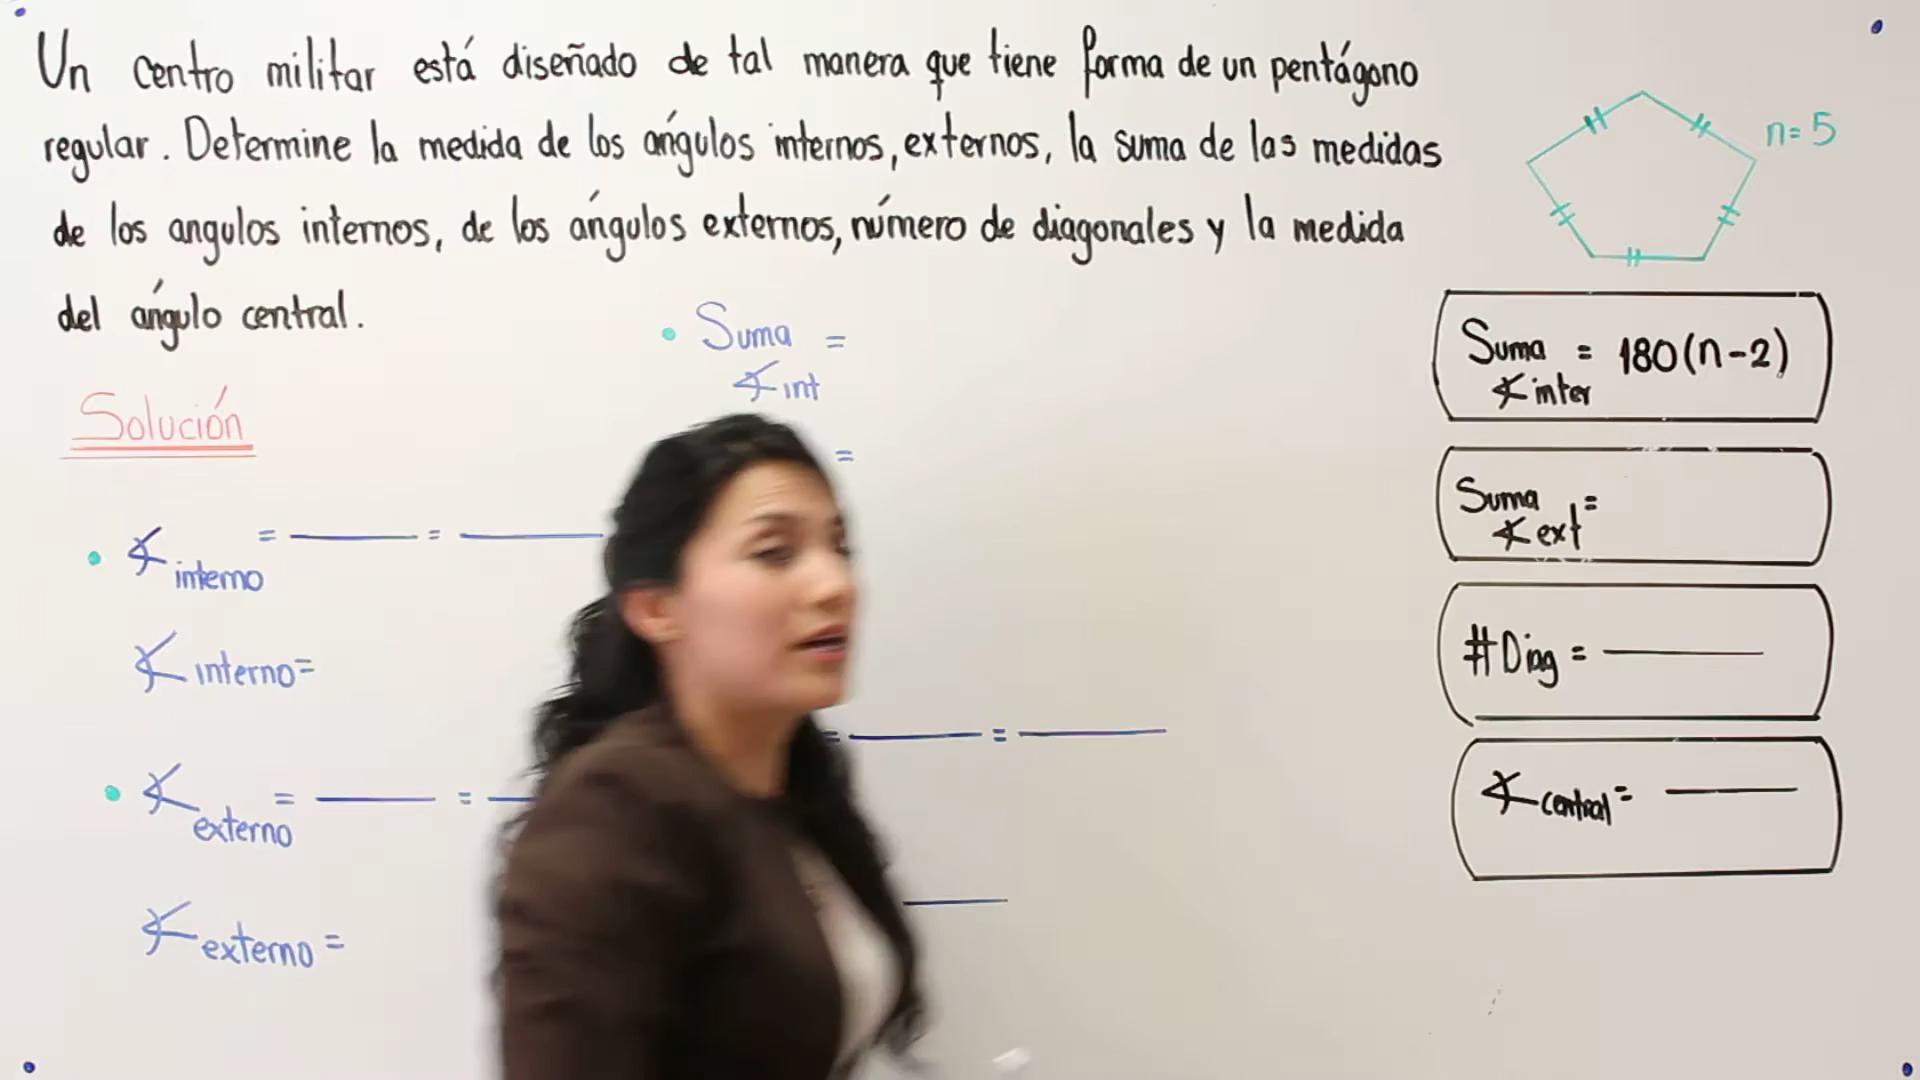 Un centro militar está diseñado de tal manera que tiene forma de un pentágono
regular. Determine la medida de los ángulos internos, externos, la suma de las medidas
de los angulos internos, de los ángulos externos, número de diagonales y la medida
del ángulo central.
n=5
Solución
∡interno = =
∡interno=
∡externo = =
∡externo =
Suma ∡int =
=
= =
Suma ∡inter = 180(n-2)
Suma ∡ext =
#Diag =
∡central =